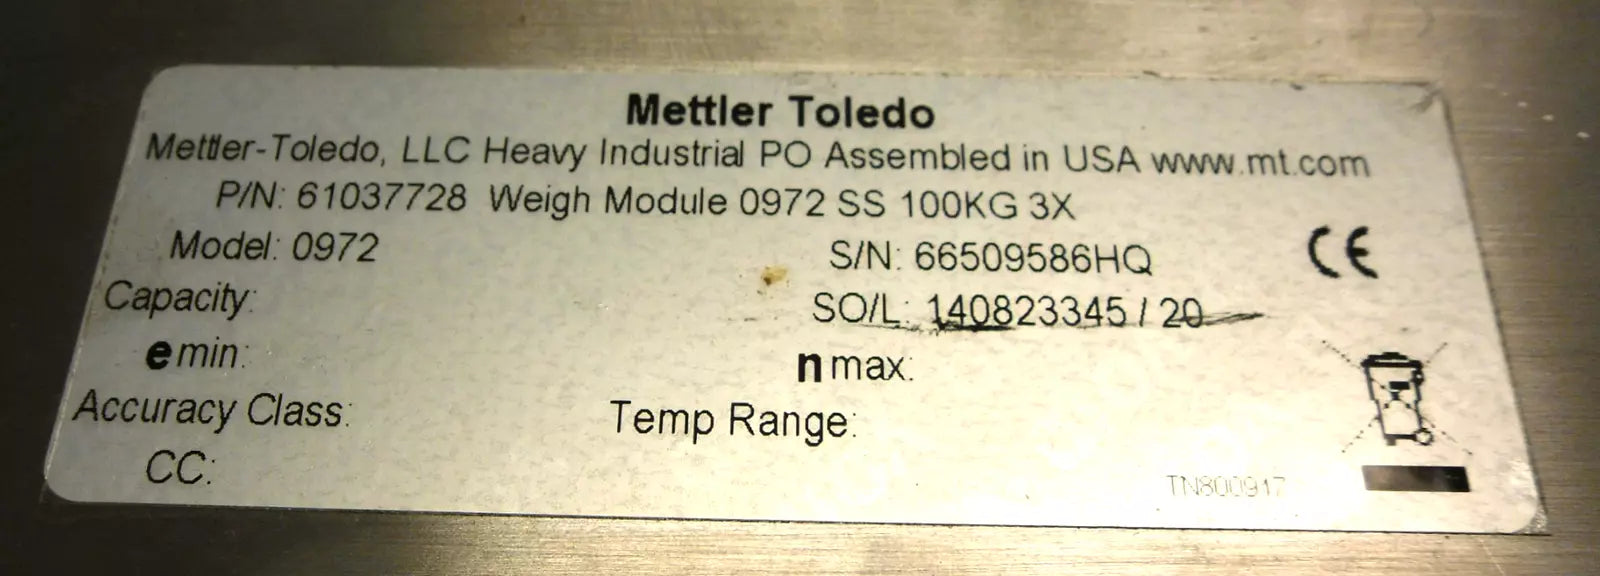 Mettler Toledo
Mettler-Toledo, LLC Heavy Industrial PO Assembled in USA www.mt.com
P/N: 61037728 Weigh Module 0972 SS 100KG 3X
Model: 0972 S/N: 66509586HQ CE
Capacity: SO/L: 140823345 / 20
e min: n max:
Accuracy Class: Temp Range:
CC: TN800917